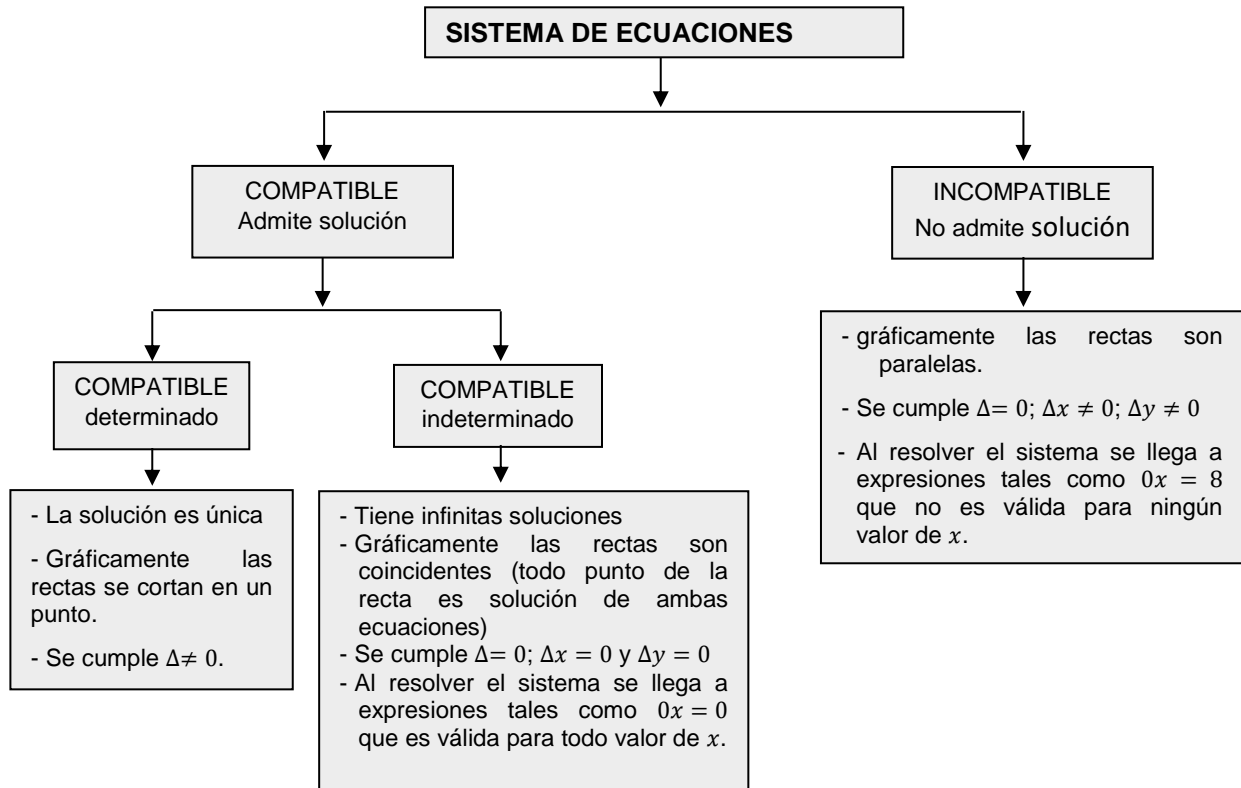 SISTEMA DE ECUACIONES
COMPATIBLE
Admite solución
INCOMPATIBLE
No admite solución
COMPATIBLE
determinado
COMPATIBLE
indeterminado
- La solución es única
- Gráficamente las
rectas se cortan en un
punto.
- Se cumple Δ≠ 0.
- Tiene infinitas soluciones
- Gráficamente las rectas son
coincidentes (todo punto de la
recta es solución de ambas
ecuaciones)
- Se cumple Δ= 0; Δx = 0 y Δy = 0
- Al resolver el sistema se llega a
expresiones tales como 0x = 0
que es válida para todo valor de x.
- gráficamente las rectas son
paralelas.
- Se cumple Δ= 0; Δx ≠ 0; Δy ≠ 0
- Al resolver el sistema se llega a
expresiones tales como 0x = 8
que no es válida para ningún
valor de x.